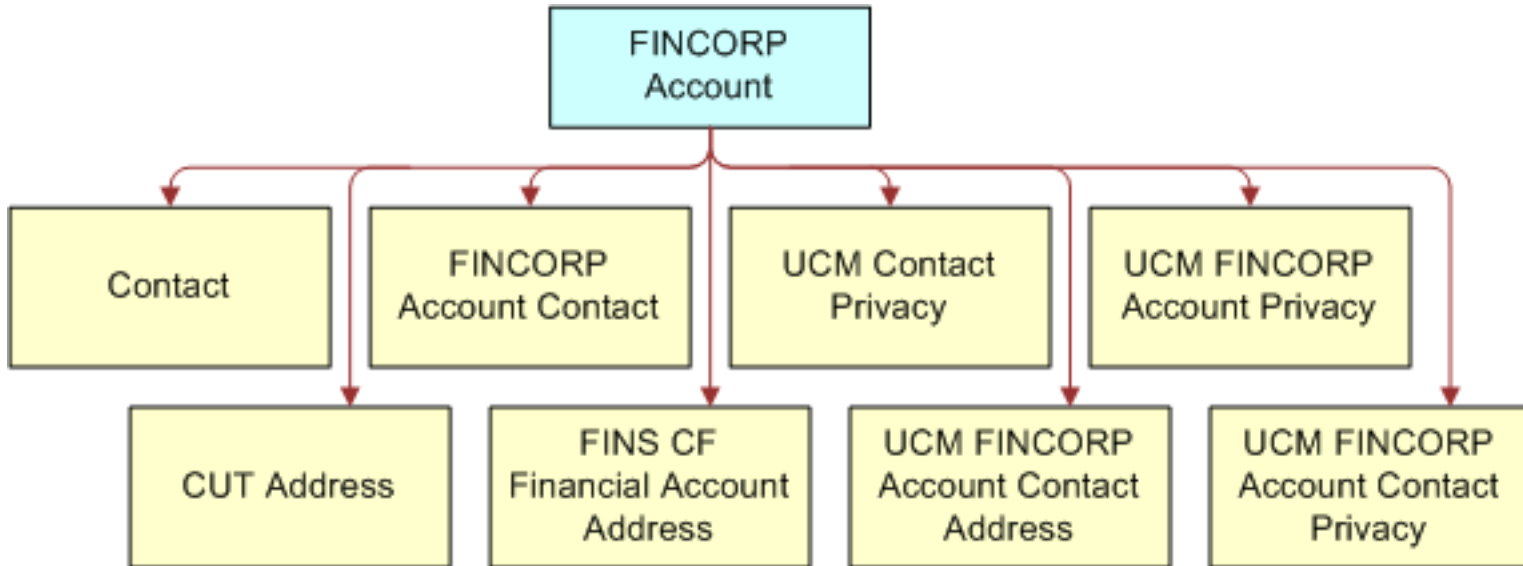 FINCORP
Account
Contact
FINCORP
Account Contact
UCM Contact
Privacy
UCM FINCORP
Account Privacy
CUT Address
FINS CF
Financial Account
Address
UCM FINCORP
Account Contact
Address
UCM FINCORP
Account Contact
Privacy